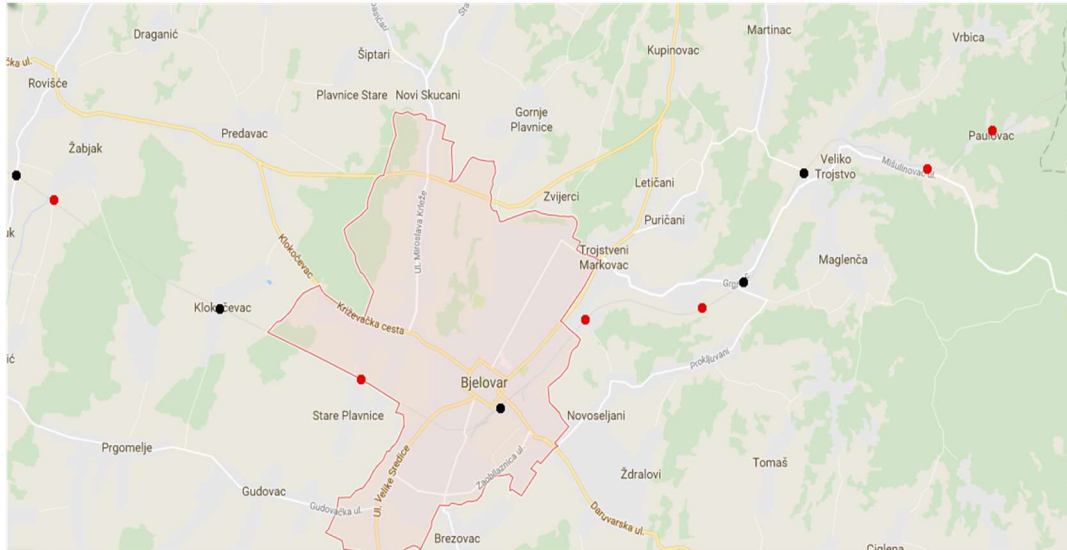 Draganić
Šiptari
Martinac
Vrbica
Kupinovac
Rovišće
Plavnice Stare
Novi Skucani
Gornje
Plavnice
Predavac
Žabjak
Paulovac
Veliko
Trojstvo
Mišulinovac ul.
Letičani
Zvijerci
Puričani
Ul. Miroslava Krleže
Klokočevac
Trojstveni
Markovac
Maglenča
Klokočevac
Križevačka cesta
Prokljuvani
Bjelovar
Stare Plavnice
Novoseljani
Prgomelje
Ul. Velike Sredice
Zaobilaznica ul.
Tomaš
Ždralovi
Gudovac
Gudovačka ul.
Daruvarska ul.
Brezovac
Ciglena